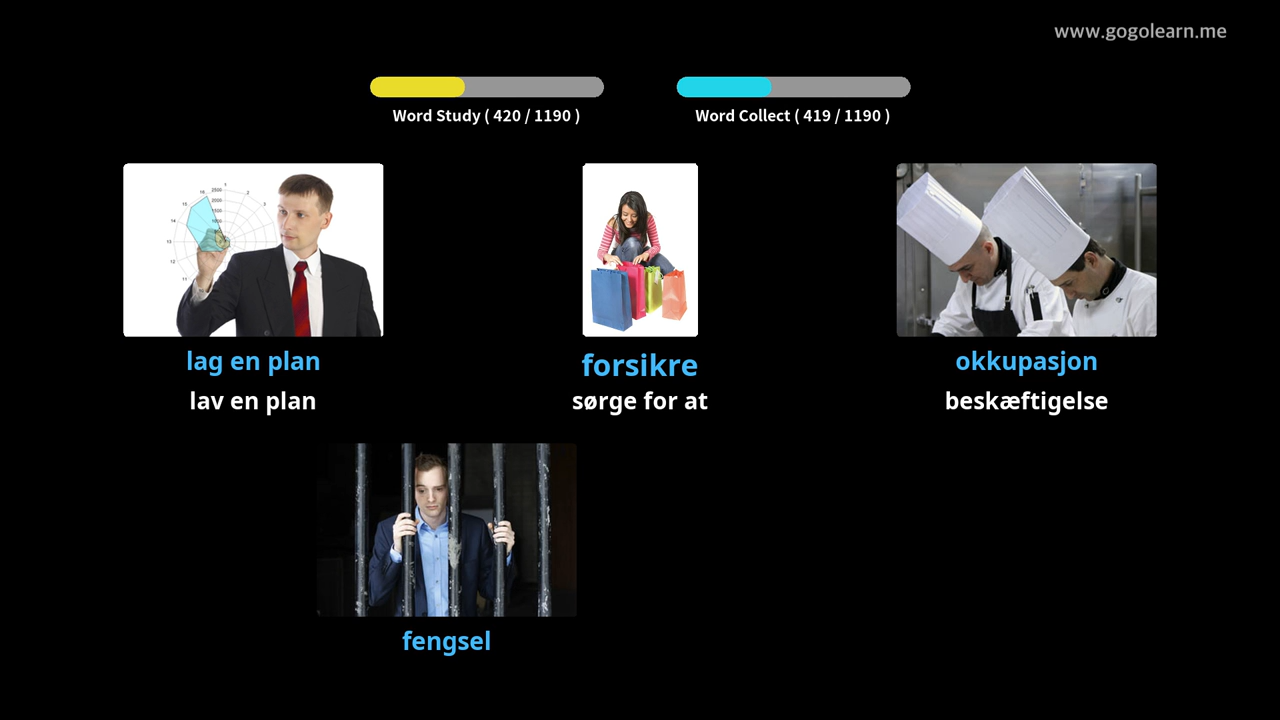 www.gogolearn.me
Word Study ( 420 / 1190 )
Word Collect ( 419 / 1190 )
lag en plan
lav en plan
forsikre
sørge for at
okkupasjon
beskæftigelse
fengsel